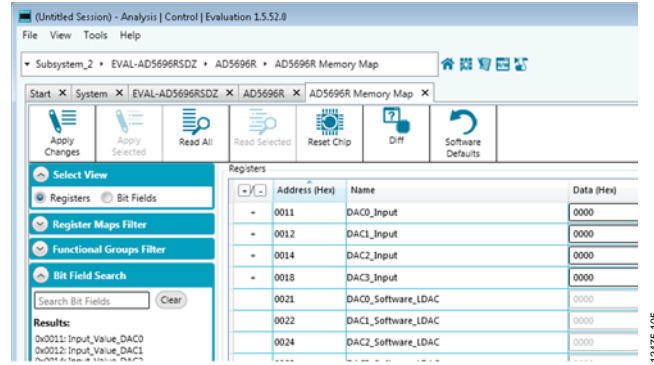 (Untitled Session) - Analysis | Control | Evaluation 1.5.52.0
File View Tools Help
Subsystem_2 EVAL-AD5696RSDZ AD5696R AD5696R Memory Map
Start X System X EVAL-AD5696RSDZ X AD5696R X AD5696R Memory Map X
Apply Changes
Apply Selected
Read All
Read Selected
Reset Chip
Diff
Software Defaults
Select View
Registers Bit Fields
Register Maps Filter
Functional Groups Filter
Bit Field Search
Search Bit Fields Clear
Results:
0x0011: Input_Value_DAC0
0x0012: Input_Value_DAC1
0x0014: Input_Value_DAC2
Registers
+/- Address (Hex) Name Data (Hex)
+ 0011 DAC0_Input 0000
+ 0012 DAC1_Input 0000
+ 0014 DAC2_Input 0000
+ 0018 DAC3_Input 0000
0021 DAC0_Software_LDAC 0000
0022 DAC1_Software_LDAC 0000
0024 DAC2_Software_LDAC 0000
12475-105